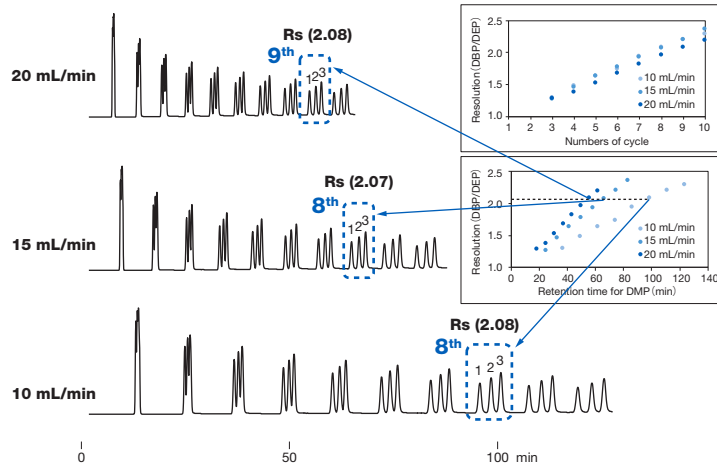 20 mL/min
Rs (2.08)
9th
1 2 3
Resolution (DBP/DEP)
2.5
2.0
1.5
1.0
1 2 3 4 5 6 7 8 9 10
Numbers of cycle
10 mL/min
15 mL/min
20 mL/min
15 mL/min
Rs (2.07)
8th
1 2 3
Resolution (DBP/DEP)
2.5
2.0
1.5
1.0
0 20 40 60 80 100 120 140
Retention time for DMP (min)
10 mL/min
15 mL/min
20 mL/min
10 mL/min
Rs (2.08)
8th
1 2 3
0 50 100 min